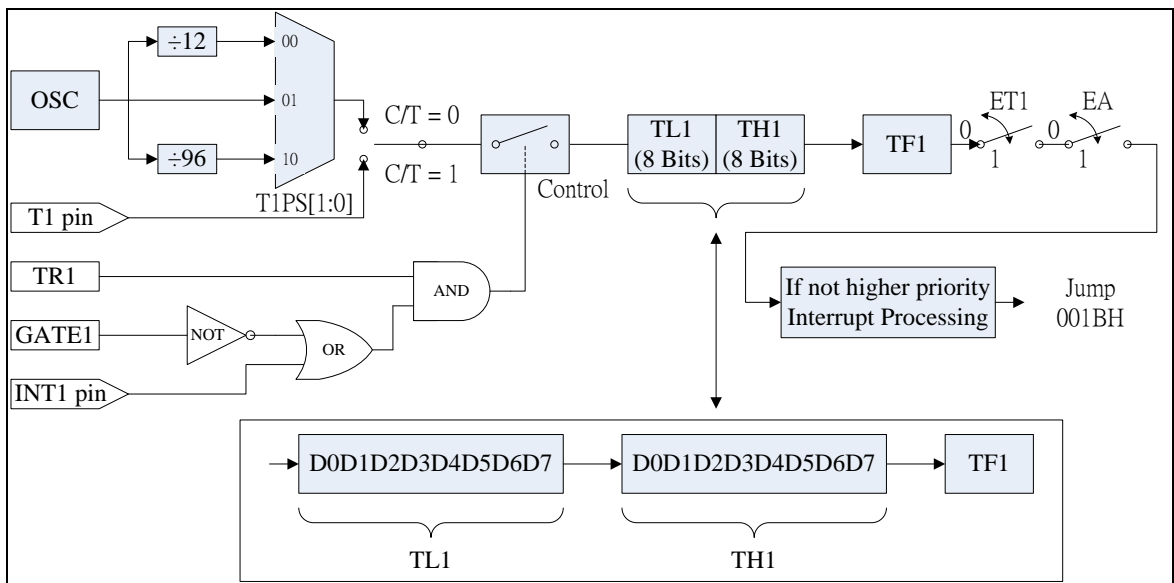 ÷12
00
OSC
01
÷96
10
T1PS[1:0]
C/T = 0
C/T = 1
Control
TL1
(8 Bits)
TH1
(8 Bits)
TF1
ET1
0
1
EA
0
1
T1 pin
TR1
AND
GATE1
NOT
OR
INT1 pin
If not higher priority
Interrupt Processing
Jump
001BH
D0D1D2D3D4D5D6D7
D0D1D2D3D4D5D6D7
TF1
TL1
TH1